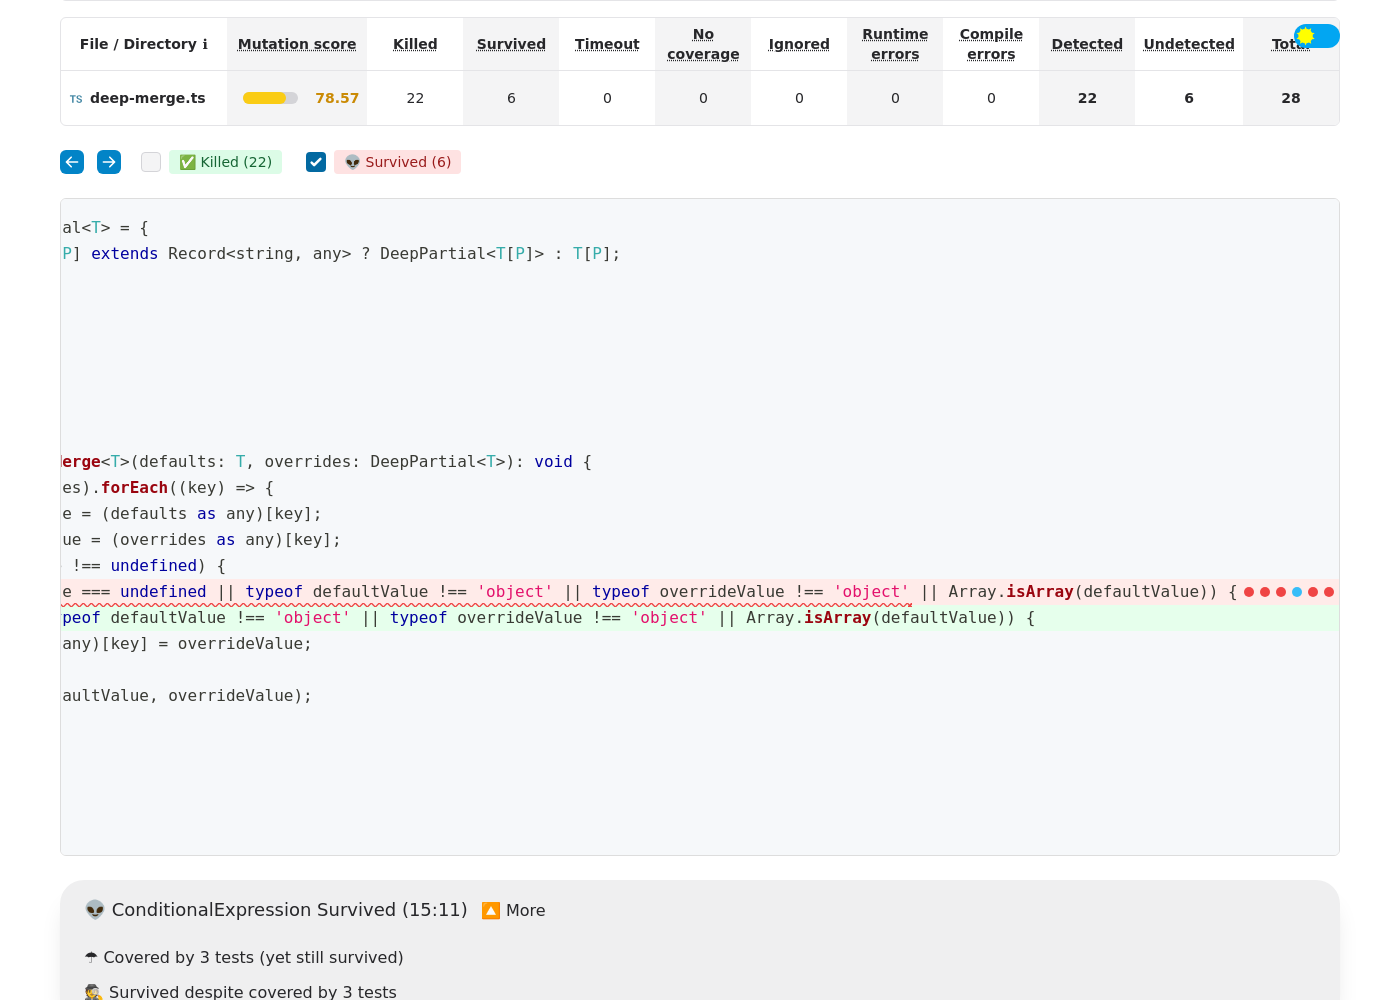 File / Directory ℹ Mutation score Killed Survived Timeout No coverage Ignored Runtime errors Compile errors Detected Undetected
TS deep-merge.ts 78.57 22 6 0 0 0 0 0 22 6 28
Killed (22) Survived (6)
al<T> = {
P] extends Record<string, any> ? DeepPartial<T[P]> : T[P];
erge<T>(defaults: T, overrides: DeepPartial<T>): void {
es).forEach((key) => {
e = (defaults as any)[key];
ue = (overrides as any)[key];
!== undefined) {
e === undefined || typeof defaultValue !== 'object' || typeof overrideValue !== 'object' || Array.isArray(defaultValue)) {
peof defaultValue !== 'object' || typeof overrideValue !== 'object' || Array.isArray(defaultValue)) {
any)[key] = overrideValue;
aultValue, overrideValue);
ConditionalExpression Survived (15:11) More
Covered by 3 tests (yet still survived)
Survived despite covered by 3 tests